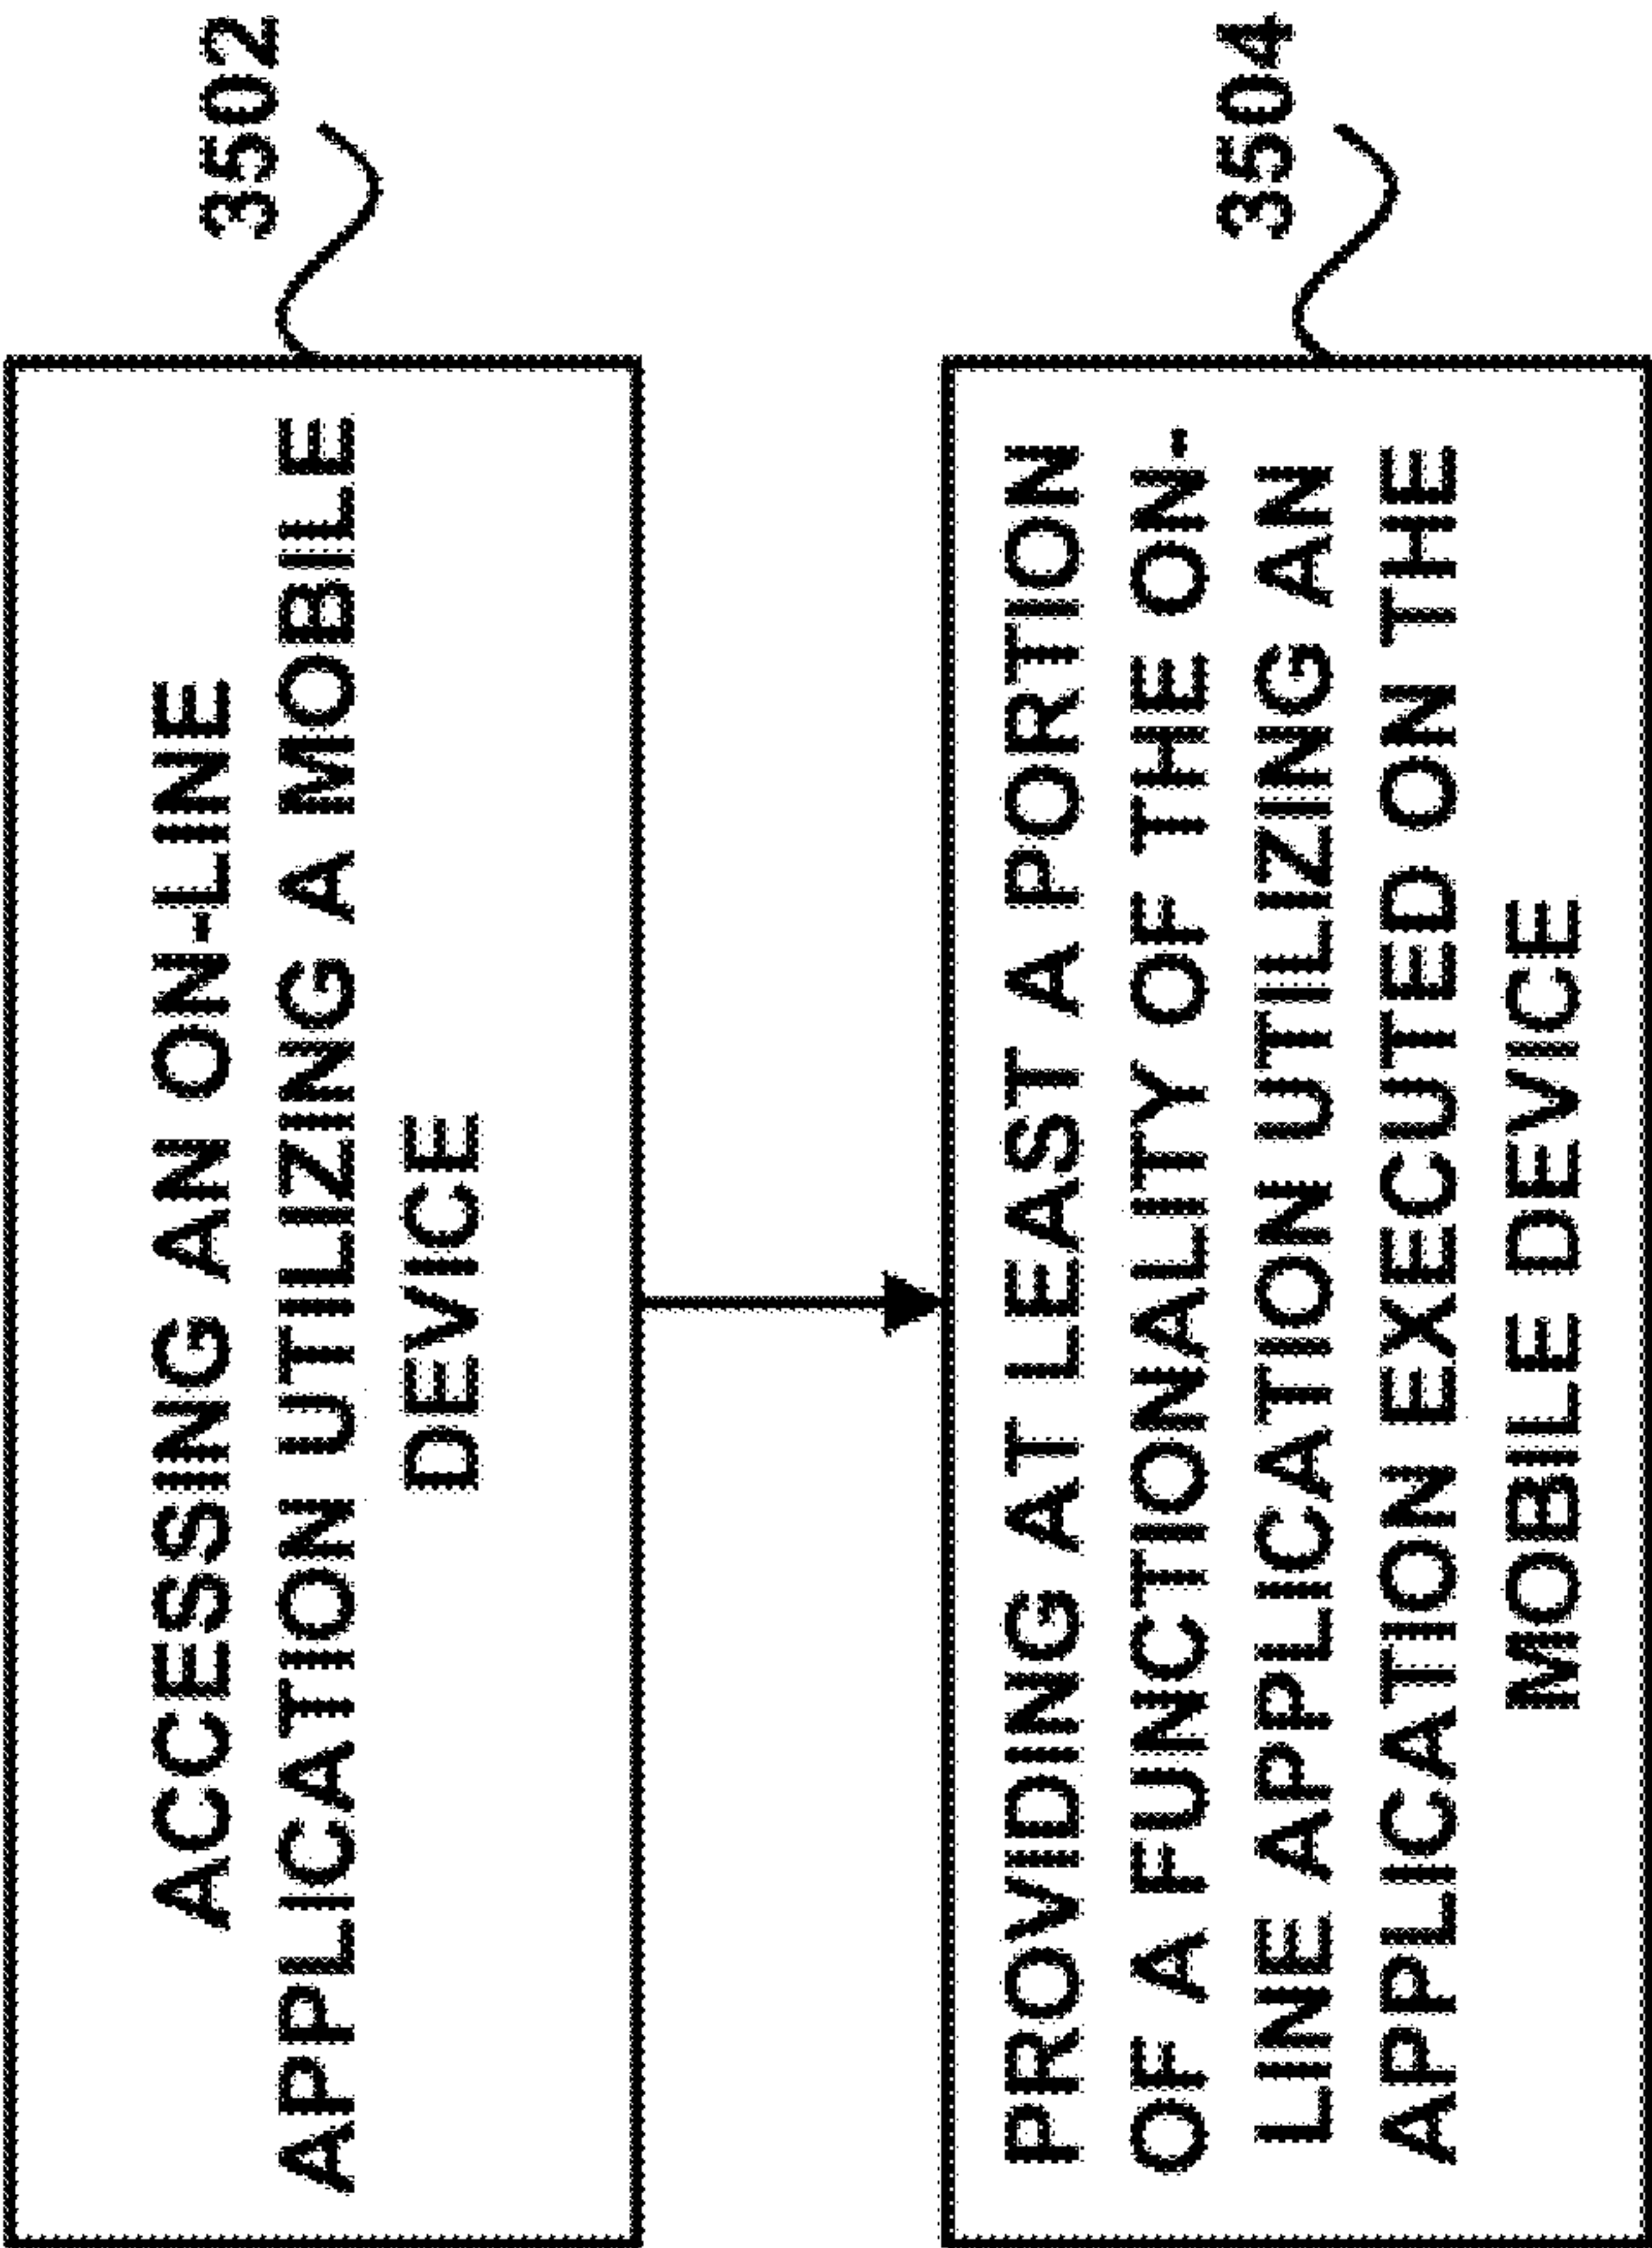 ACCESSING AN ON-LINE
APPLICATION UTILIZING A MOBILE
DEVICE
3502
PROVIDING AT LEAST A PORTION
OF A FUNCTIONALITY OF THE ON-
LINE APPLICATION UTILIZING AN
APPLICATION EXECUTED ON THE
MOBILE DEVICE
3504